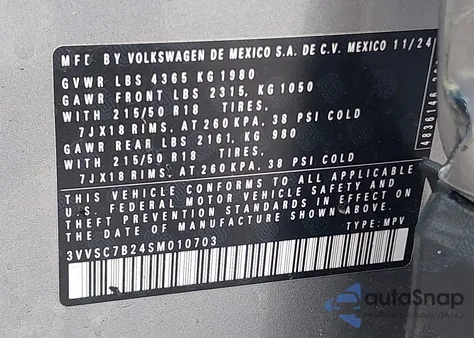 MFD BY VOLKSWAGEN DE MEXICO S.A. DE C.V. MEXICO 11/24
GVWR LBS 4365 KG 1980
GAWR FRONT LBS 2315, KG1050
WITH 215/50 R18 TIRES,
7JX18 RIMS, AT 260 KPA, 38 PSI COLD
GAWR REAR LBS 2161, KG 980
WITH 215/50 R18 TIRES,
7JX18 RIMS, AT 260 KPA, 38 PSI COLD
THIS VEHICLE CONFORMS TO ALL APPLICABLE
U.S. FEDERAL MOTOR VEHICLE SAFETY AND
THEFT PREVENTION STANDARDS IN EFFECT ON
THE DATE OF MANUFACTURE SHOWN ABOVE.
3VVSC7B24SM010703 TYPE: MPV
autoSnap